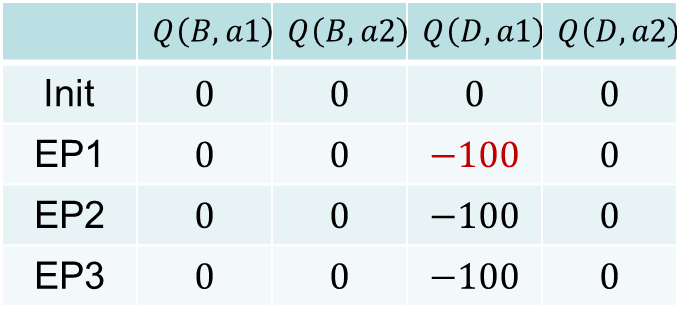 Q(B, a1) Q(B, a2) Q(D, a1) Q(D, a2)
Init 0 0 0 0
EP1 0 0 −100 0
EP2 0 0 −100 0
EP3 0 0 −100 0